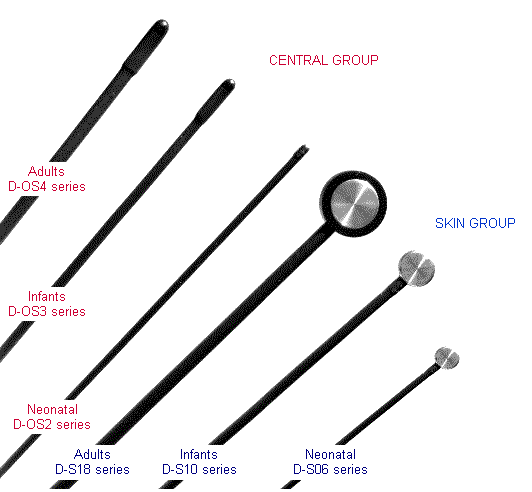 CENTRAL GROUP
Adults
D-OS4 series
SKIN GROUP
Infants
D-OS3 series
Neonatal
D-OS2 series
Adults
D-S18 series
Infants
D-S10 series
Neonatal
D-S06 series